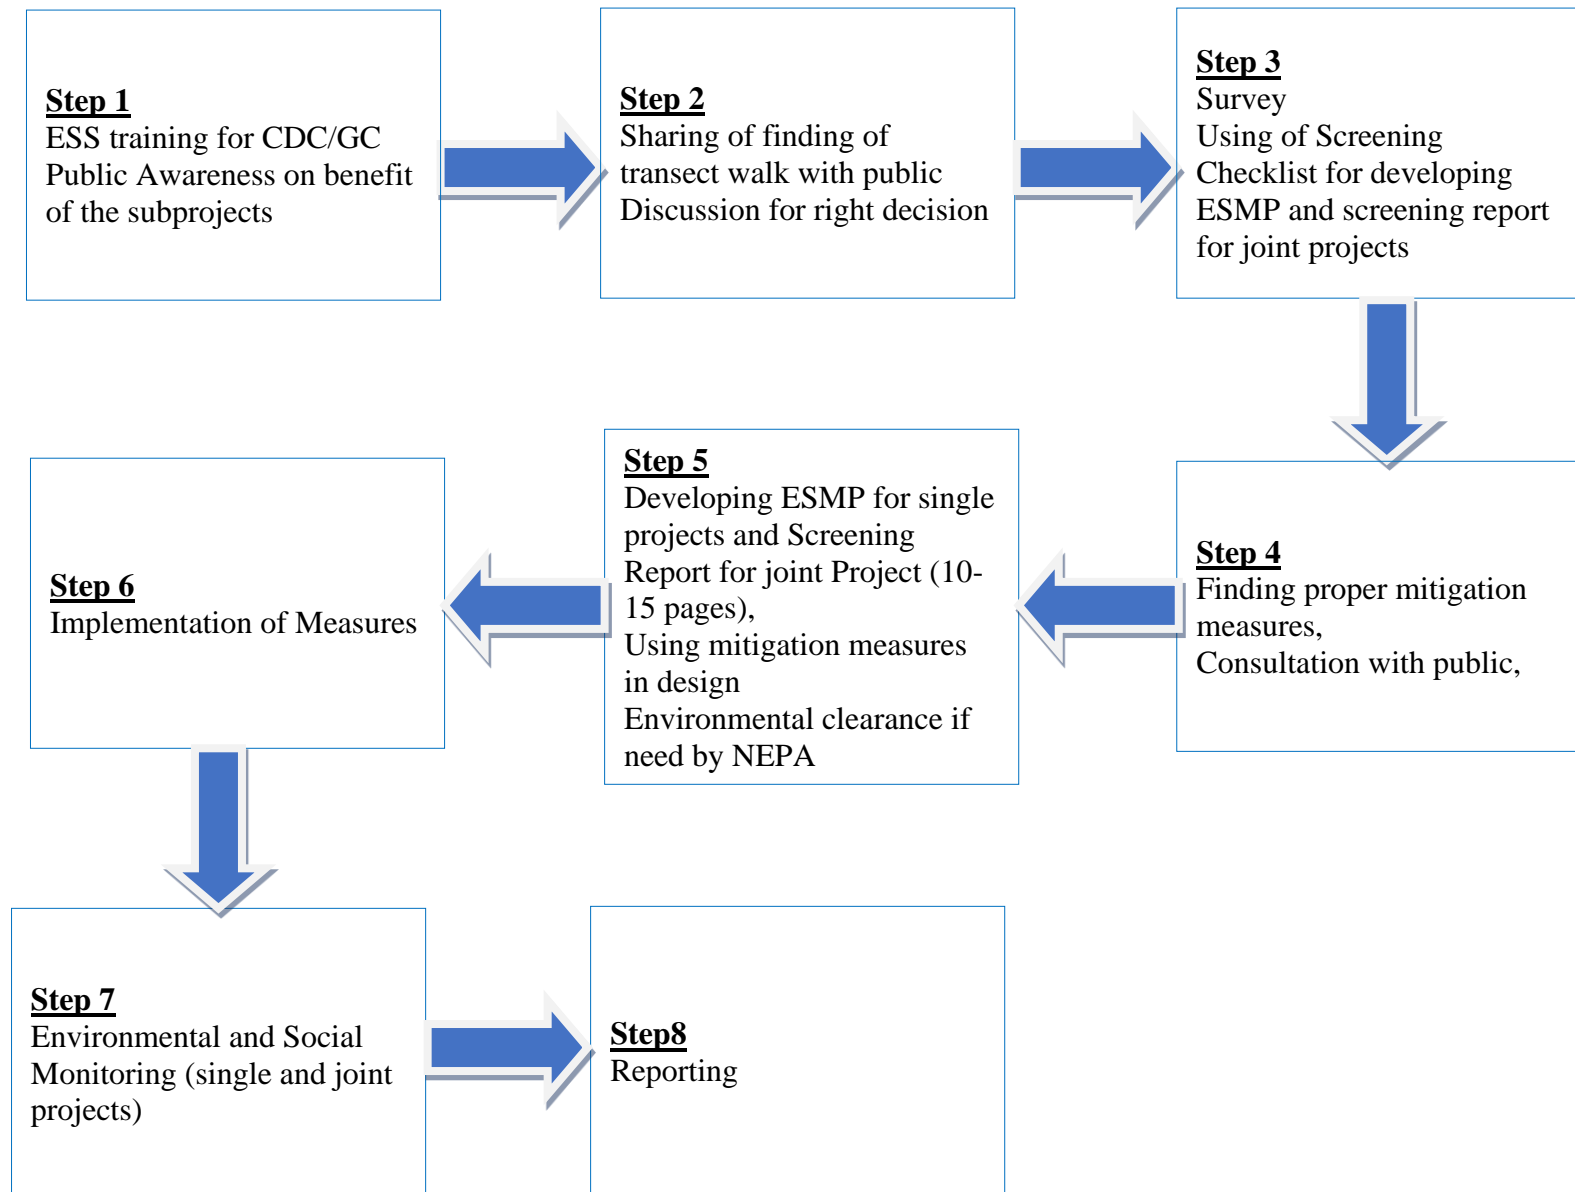 Step 1
ESS training for CDC/GC
Public Awareness on benefit
of the subprojects
Step 2
Sharing of finding of
transect walk with public
Discussion for right decision
Step 3
Survey
Using of Screening
Checklist for developing
ESMP and screening report
for joint projects
Step 4
Finding proper mitigation
measures,
Consultation with public,
Step 5
Developing ESMP for single
projects and Screening
Report for joint Project (10-
15 pages),
Using mitigation measures
in design
Environmental clearance if
need by NEPA
Step 6
Implementation of Measures
Step 7
Environmental and Social
Monitoring (single and joint
projects)
Step8
Reporting